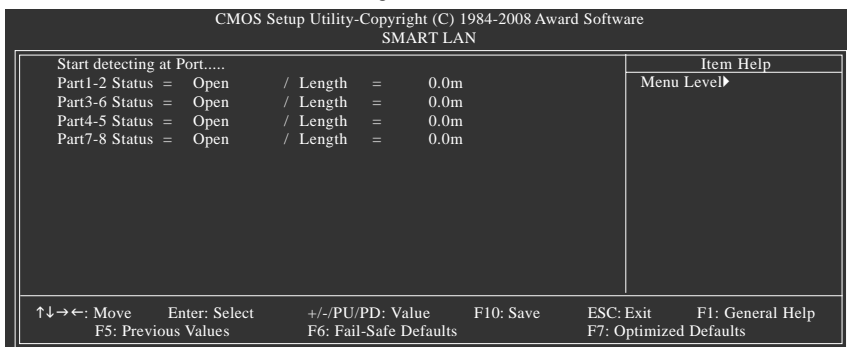 CMOS Setup Utility-Copyright (C) 1984-2008 Award Software
SMART LAN
Start detecting at Port.....
Part1-2 Status = Open / Length = 0.0m
Part3-6 Status = Open / Length = 0.0m
Part4-5 Status = Open / Length = 0.0m
Part7-8 Status = Open / Length = 0.0m
Item Help
Menu Level▶
↑↓→←: Move Enter: Select +/-/PU/PD: Value F10: Save ESC: Exit F1: General Help
F5: Previous Values F6: Fail-Safe Defaults F7: Optimized Defaults